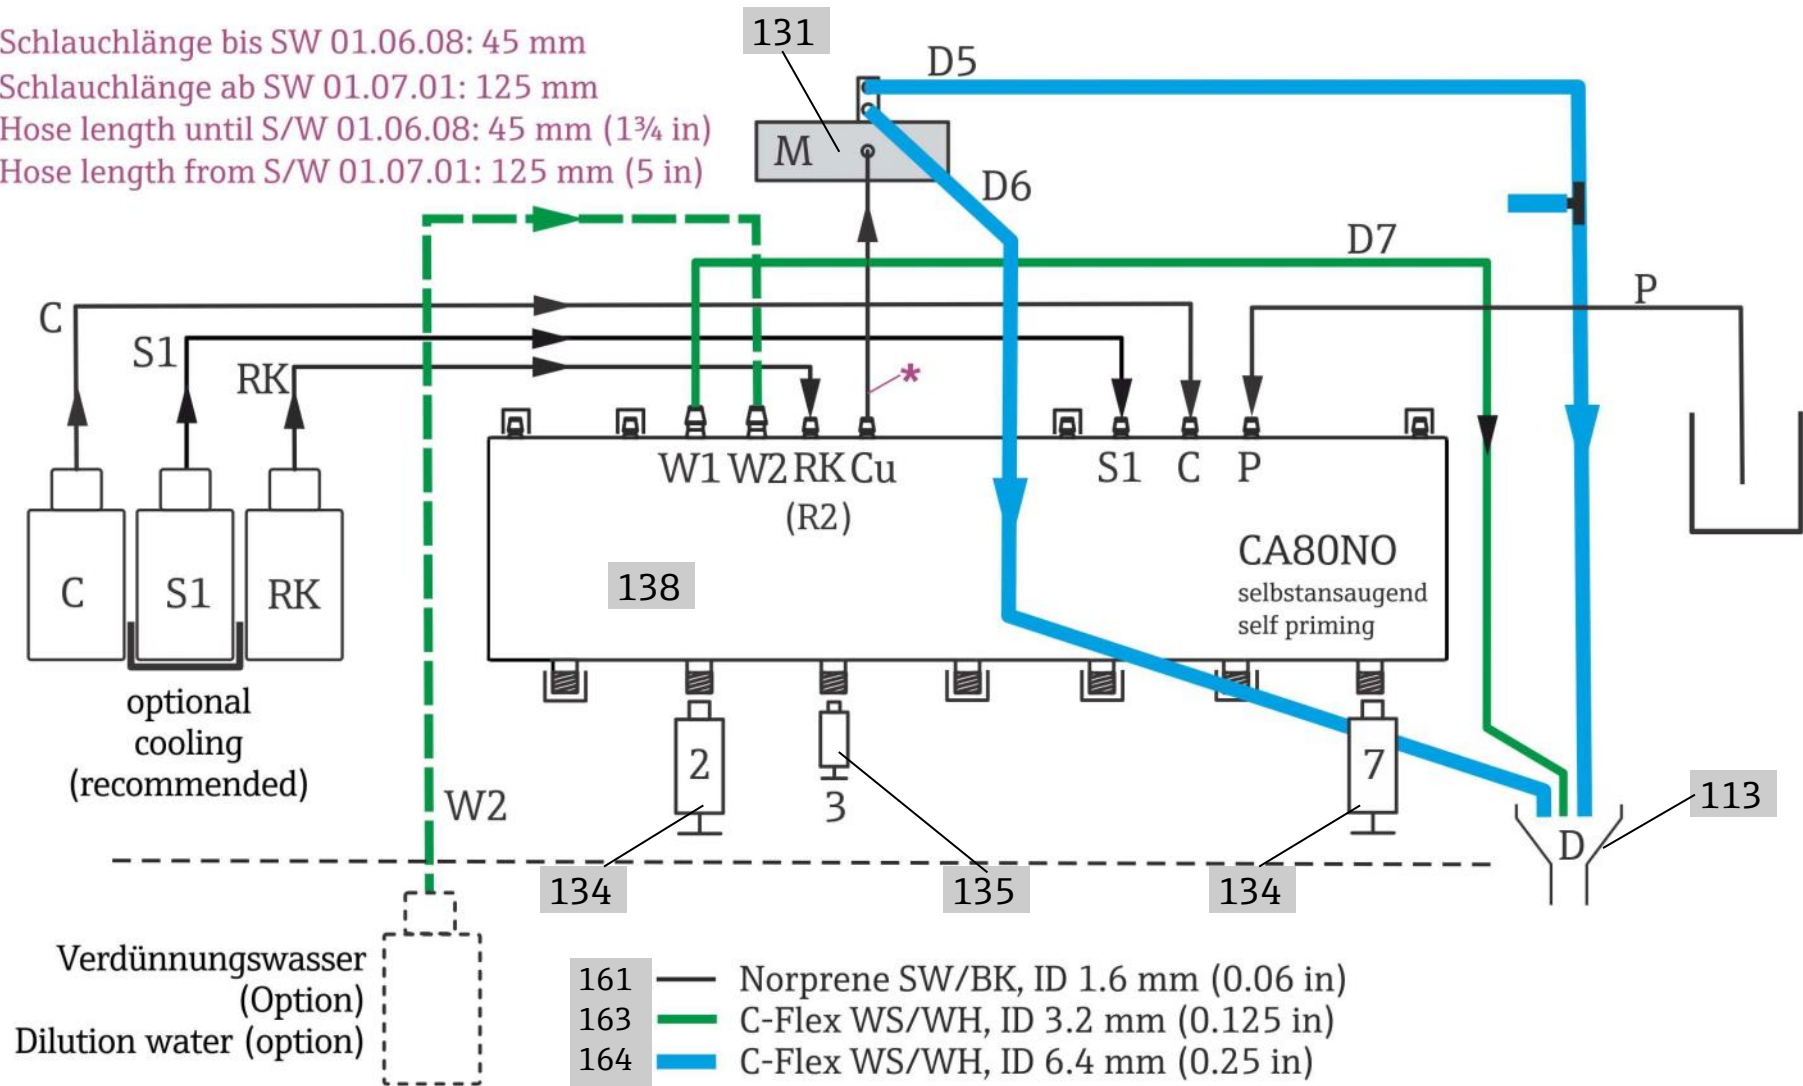 Schlauchlänge bis SW 01.06.08: 45 mm
Schlauchlänge ab SW 01.07.01: 125 mm
Hose length until S/W 01.06.08: 45 mm (1¾ in)
Hose length from S/W 01.07.01: 125 mm (5 in)
131
D5
M
D6
D7
P
C
S1
RK
*
W1 W2 RK Cu
(R2)
S1 C P
CA80NO
selbstansaugend
self priming
138
C
S1
RK
optional
cooling
(recommended)
W2
2
3
7
134
135
134
113
D
Verdünnungswasser
(Option)
Dilution water (option)
161 Norprene SW/BK, ID 1.6 mm (0.06 in)
163 C-Flex WS/WH, ID 3.2 mm (0.125 in)
164 C-Flex WS/WH, ID 6.4 mm (0.25 in)